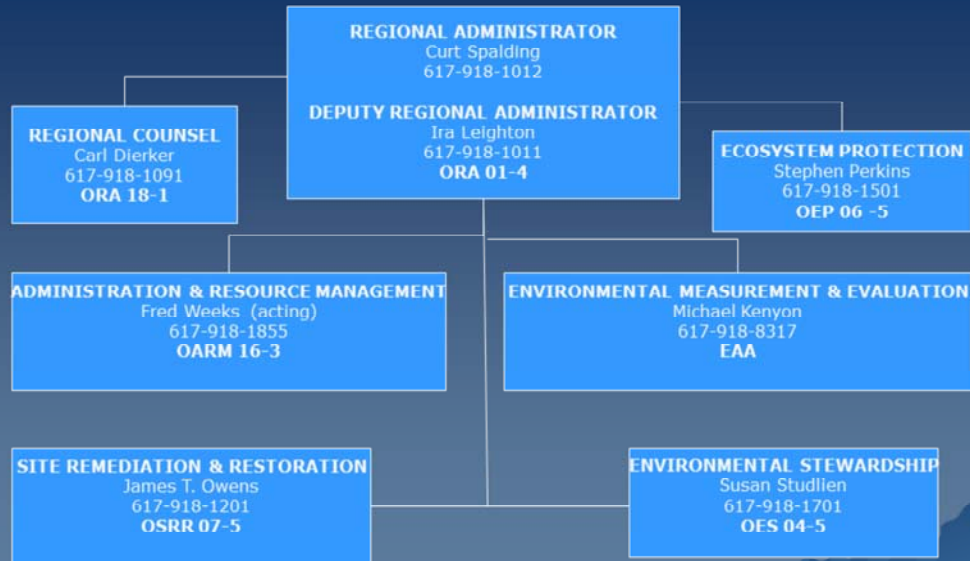 REGIONAL ADMINISTRATOR
Curt Spalding
617-918-1012
DEPUTY REGIONAL ADMINISTRATOR
Ira Leighton
617-918-1011
ORA 01-4
REGIONAL COUNSEL
Carl Dierker
617-918-1091
ORA 18-1
ECOSYSTEM PROTECTION
Stephen Perkins
617-918-1501
OEP 06 -5
ADMINISTRATION & RESOURCE MANAGEMENT
Fred Weeks (acting)
617-918-1855
OARM 16-3
ENVIRONMENTAL MEASUREMENT & EVALUATION
Michael Kenyon
617-918-8317
EAA
SITE REMEDIATION & RESTORATION
James T. Owens
617-918-1201
OSRR 07-5
ENVIRONMENTAL STEWARDSHIP
Susan Studlien
617-918-1701
OES 04-5